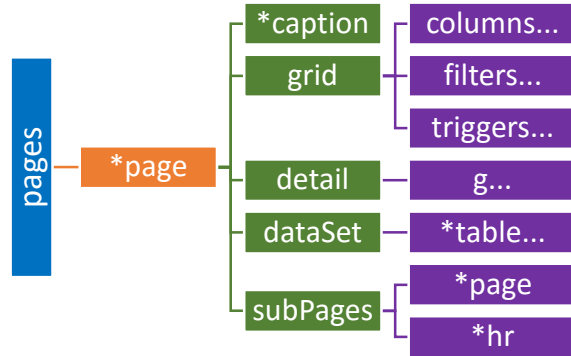 pages
*page
*caption
grid
columns...
filters...
triggers...
detail
g...
dataSet
*table...
subPages
*page
*hr